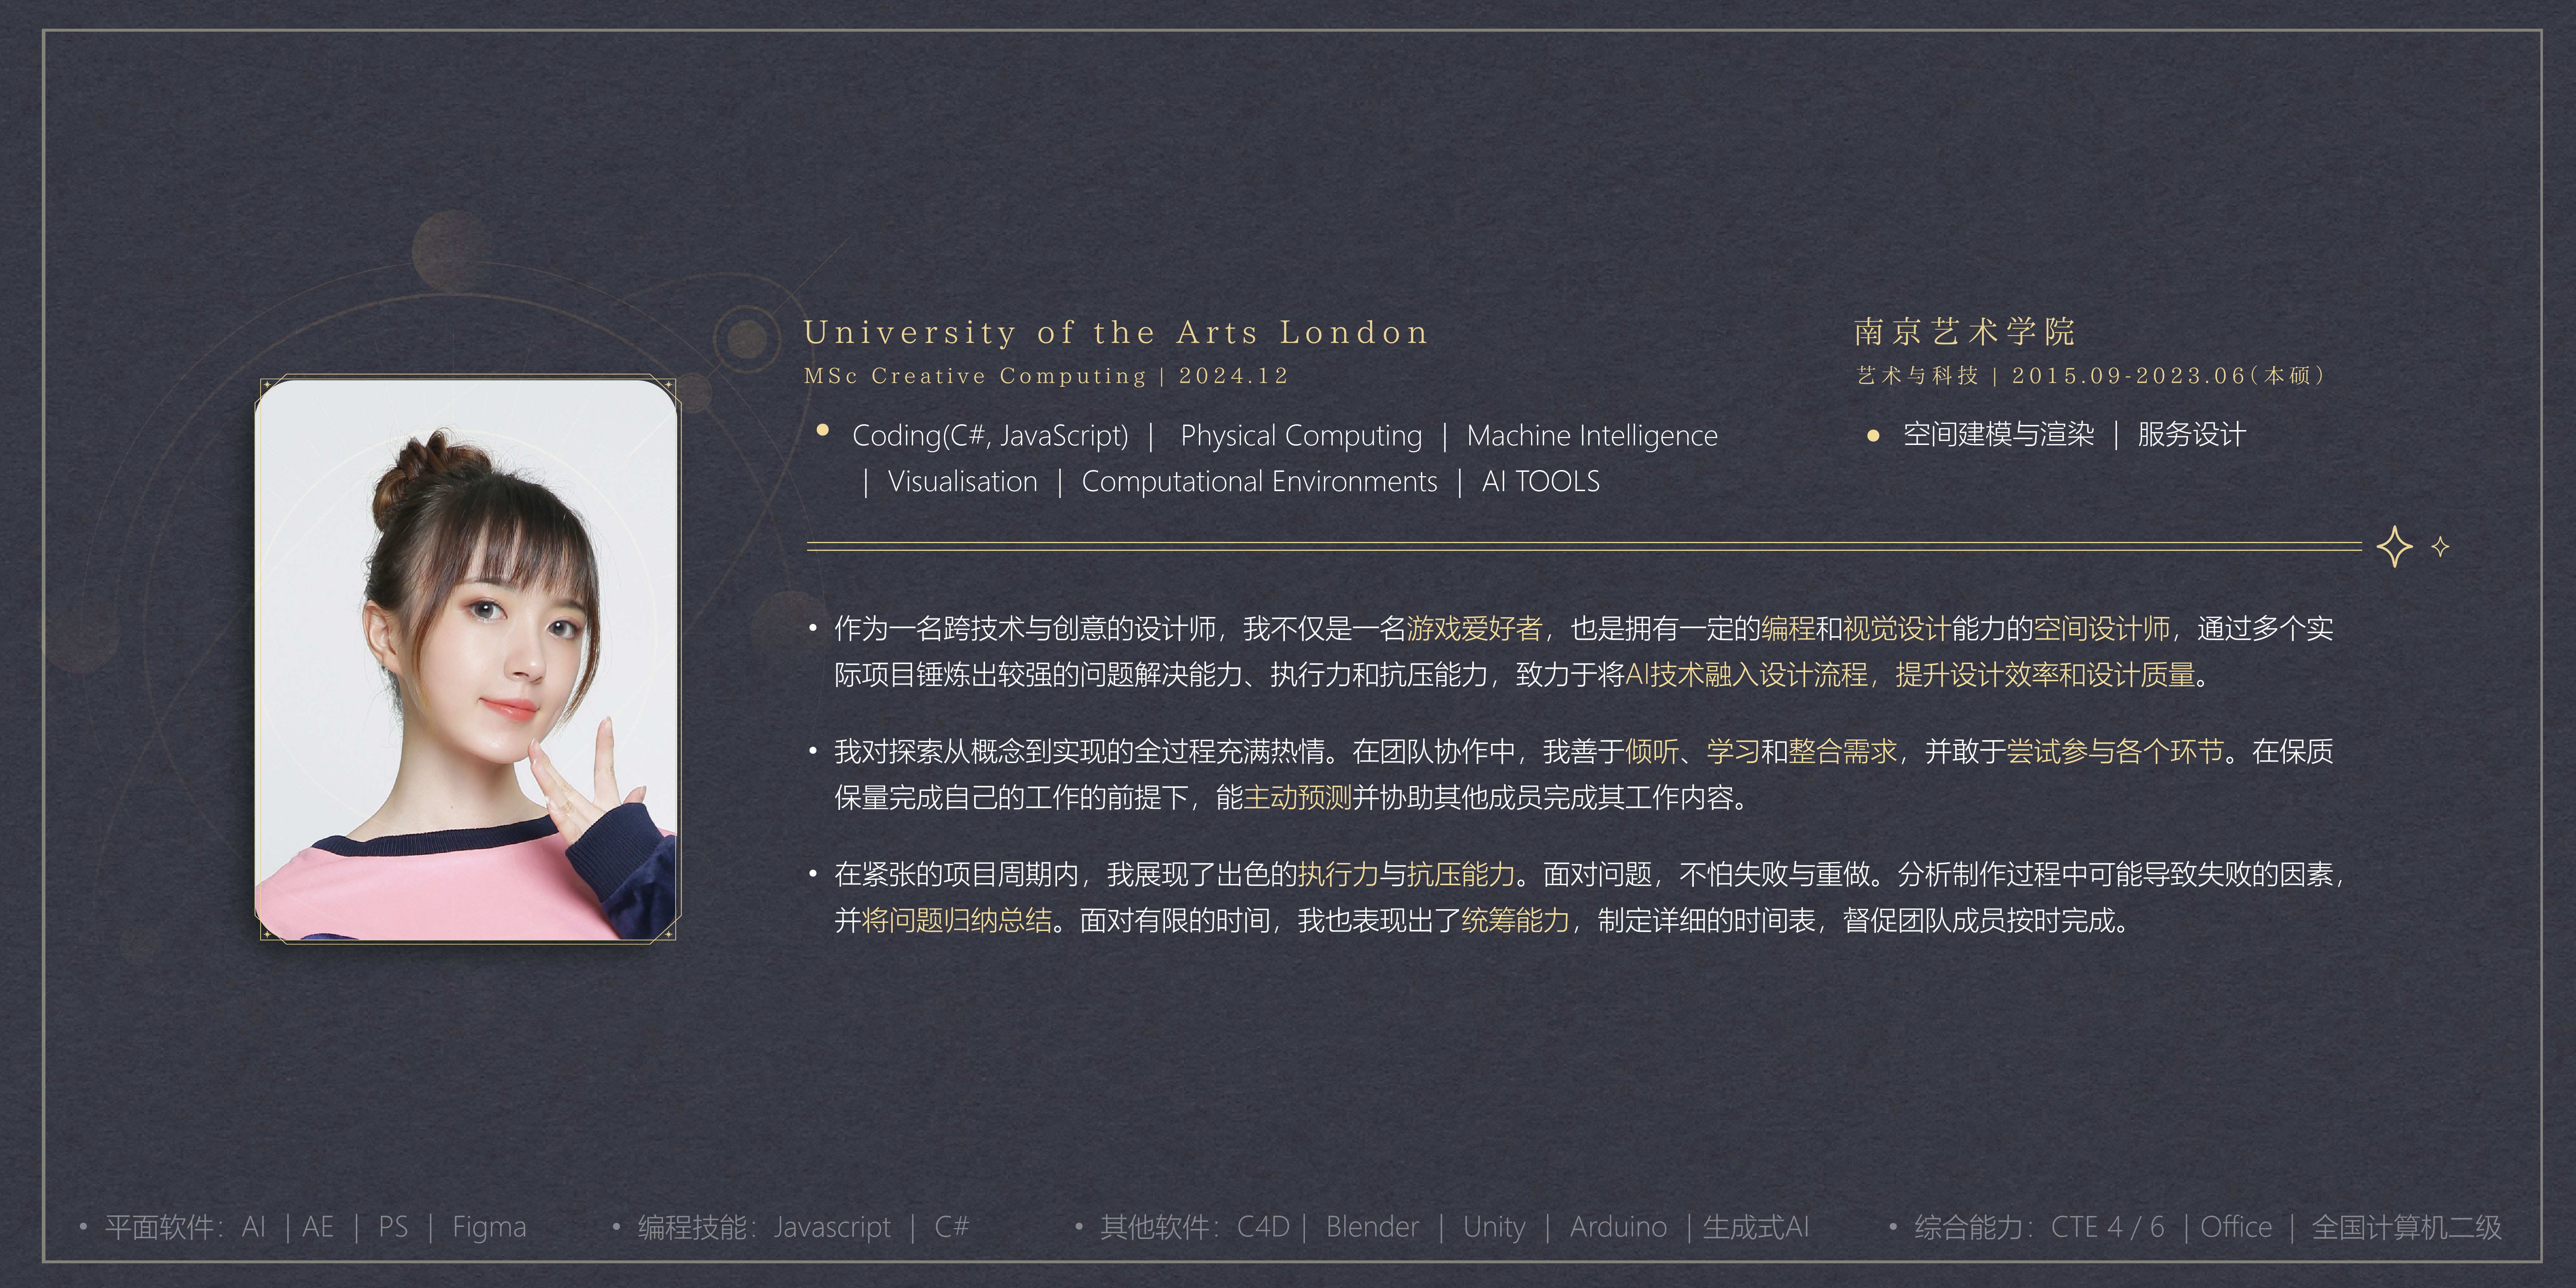 University of the Arts London
MSc Creative Computing | 2024.12
• Coding(C#, JavaScript) | Physical Computing | Machine Intelligence
| Visualisation | Computational Environments | AI TOOLS
南京艺术学院
艺术与科技 | 2015.09-2023.06(本硕)
• 空间建模与渲染 | 服务设计
• 作为一名跨技术与创意的设计师，我不仅是一名游戏爱好者，也是拥有一定的编程和视觉设计能力的空间设计师，通过多个实
际项目锤炼出较强的问题解决能力、执行力和抗压能力，致力于将AI技术融入设计流程，提升设计效率和设计质量。
• 我对探索从概念到实现的全过程充满热情。在团队协作中，我善于倾听、学习和整合需求，并敢于尝试参与各个环节。在保质
保量完成自己的工作的前提下，能主动预测并协助其他成员完成其工作内容。
• 在紧张的项目周期内，我展现了出色的执行力与抗压能力。面对问题，不怕失败与重做。分析制作过程中可能导致失败的因素，
并将问题归纳总结。面对有限的时间，我也表现出了统筹能力，制定详细的时间表，督促团队成员按时完成。
• 平面软件：AI | AE | PS | Figma
• 编程技能：Javascript | C#
• 其他软件：C4D | Blender | Unity | Arduino | 生成式AI
• 综合能力：CTE 4 / 6 | Office | 全国计算机二级